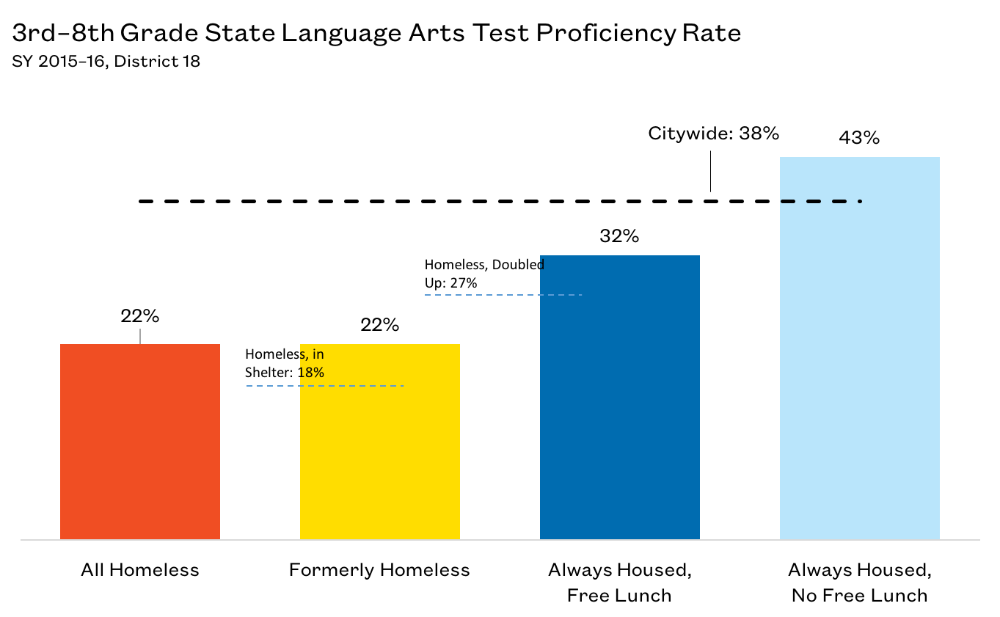 3rd–8th Grade State Language Arts Test Proficiency Rate
SY 2015–16, District 18
Citywide: 38%
43%
32%
Homeless, Doubled
Up: 27%
22%
22%
Homeless, in
Shelter: 18%
All Homeless
Formerly Homeless
Always Housed,
Free Lunch
Always Housed,
No Free Lunch